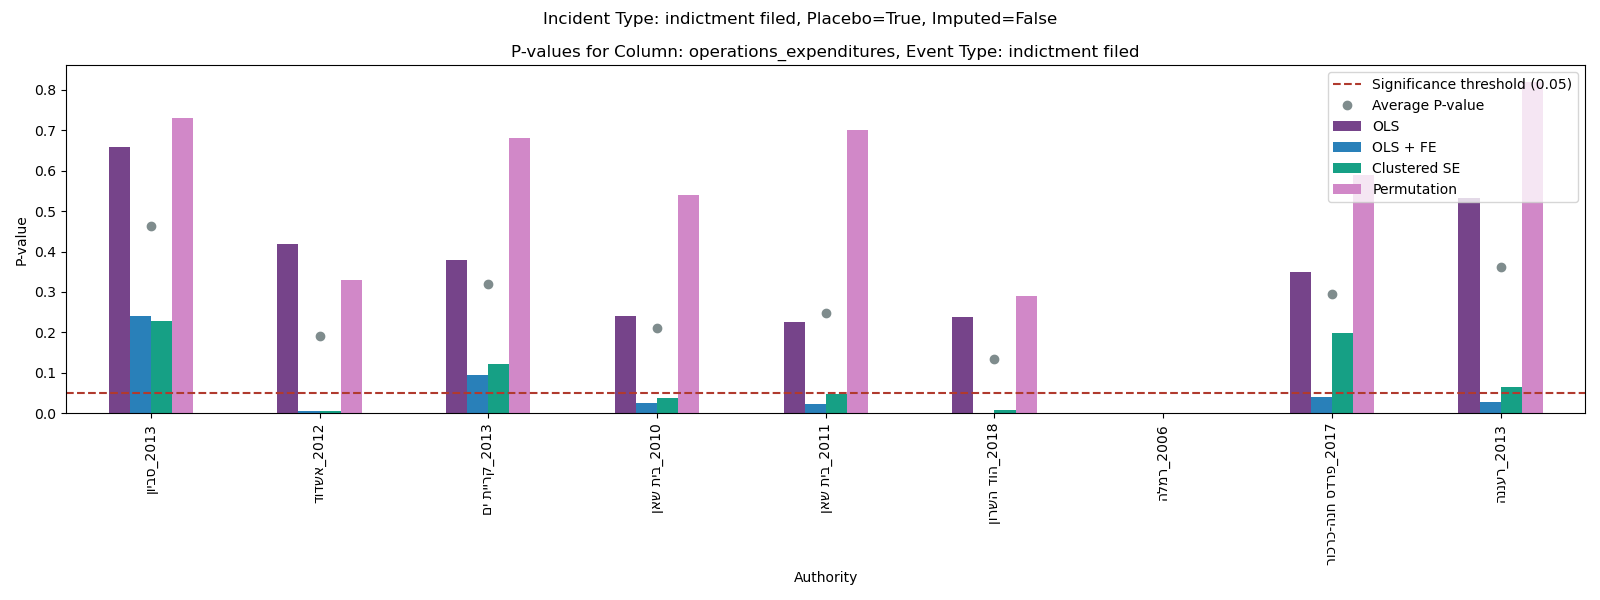 Incident Type: indictment filed, Placebo=True, Imputed=False
P-values for Column: operations_expenditures, Event Type: indictment filed
Significance threshold (0.05)
Average P-value
OLS
OLS + FE
Clustered SE
Permutation
P-value
0.8
0.7
0.6
0.5
0.4
0.3
0.2
0.1
0.0
סביון_2013
אשדוד_2012
קריית ים_2013
בית שאן_2010
בית שאן_2011
הוד השרון_2018
רמלה_2006
פרדס חנה-כרכור_2017
רעננה_2013
Authority